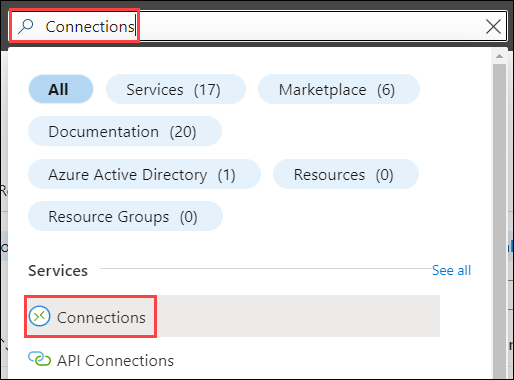 Connections
All Services (17) Marketplace (6)
Documentation (20)
Azure Active Directory (1) Resources (0)
Resource Groups (0)
Services See all
Connections
API Connections